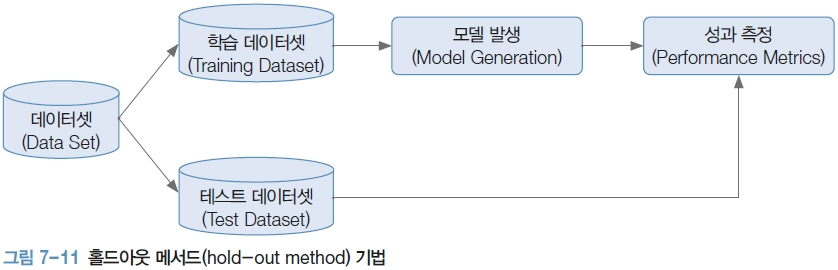 데이터셋
(Data Set)
학습 데이터셋
(Training Dataset)
모델 발생
(Model Generation)
성과 측정
(Performance Metrics)
테스트 데이터셋
(Test Dataset)
그림 7-11 홀드아웃 메서드(hold-out method) 기법